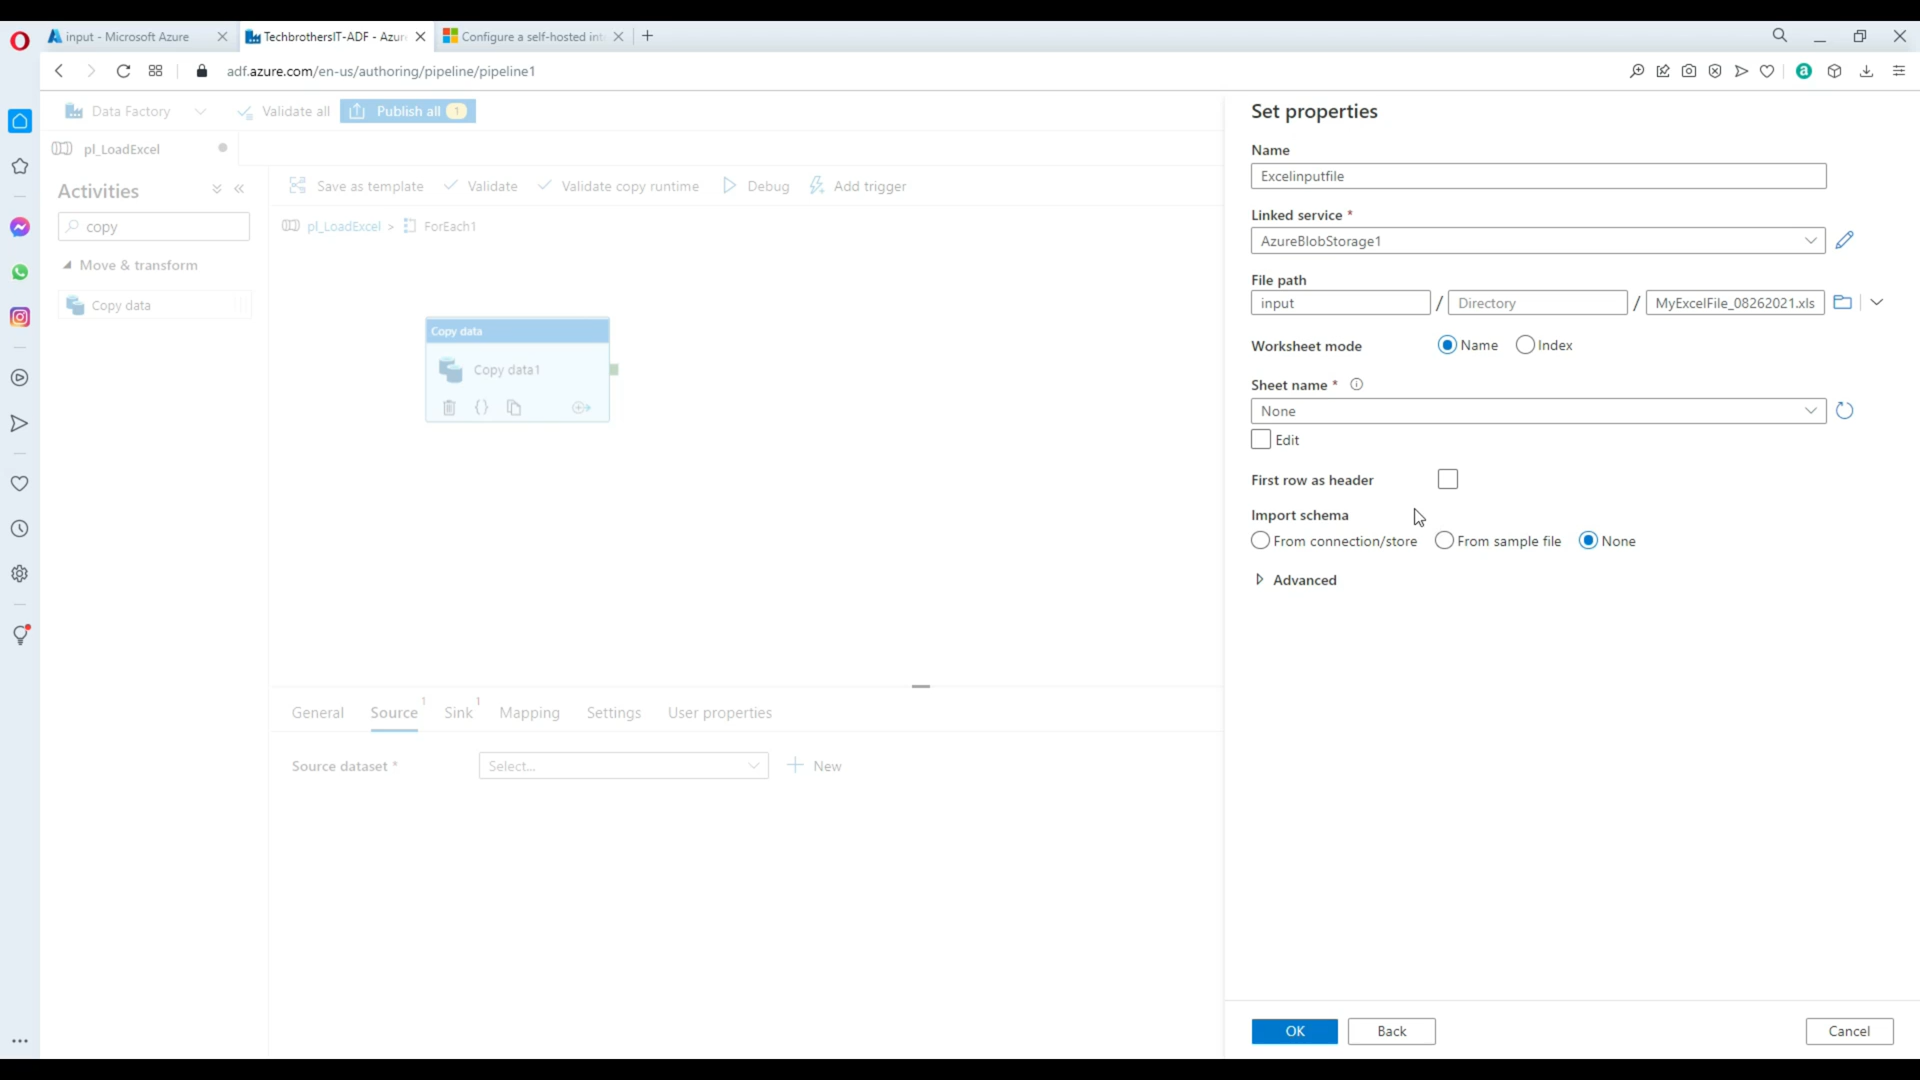 input - Microsoft Azure
TechbrothersIT-ADF - Azur
Configure a self-hosted int
adf.azure.com/en-us/authoring/pipeline/pipeline1
Data Factory
Validate all
Publish all 1
pl_LoadExcel
Activities
copy
Move & transform
Copy data
Save as template
Validate
Validate copy runtime
Debug
Add trigger
pl_LoadExcel > ForEach1
Copy data
Copy data1
General
Source 1
Sink 1
Mapping
Settings
User properties
Source dataset *
Select...
New
Set properties
Name
Excelinputfile
Linked service *
AzureBlobStorage1
File path
input / Directory / MyExcelFile_08262021.xls
Worksheet mode
Name
Index
Sheet name *
None
Edit
First row as header
Import schema
From connection/store
From sample file
None
Advanced
OK
Back
Cancel